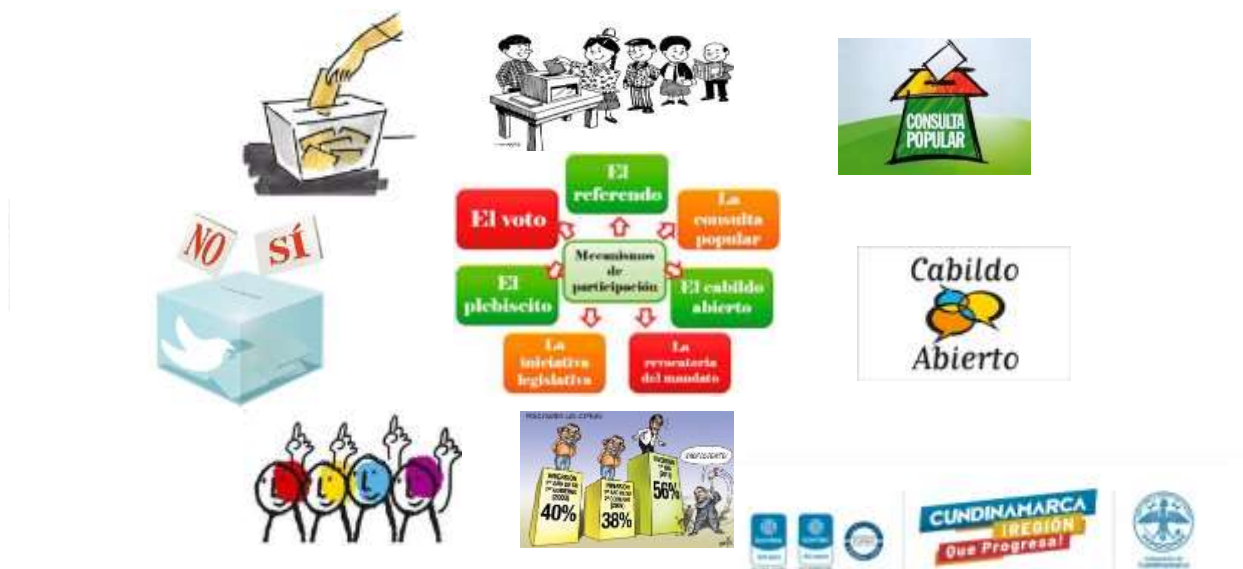 CONSULTA
POPULAR
El
referendo
El voto
La
consulta
popular
Mecanismos
de
participación
El
plebiscito
El cabildo
abierto
La
iniciativa
legislativa
La
revocatoria
del mandato
NO
SÍ
Cabildo
Abierto
40%
38%
56%
CUNDINAMARCA
¡REGIÓN
Que Progresa!